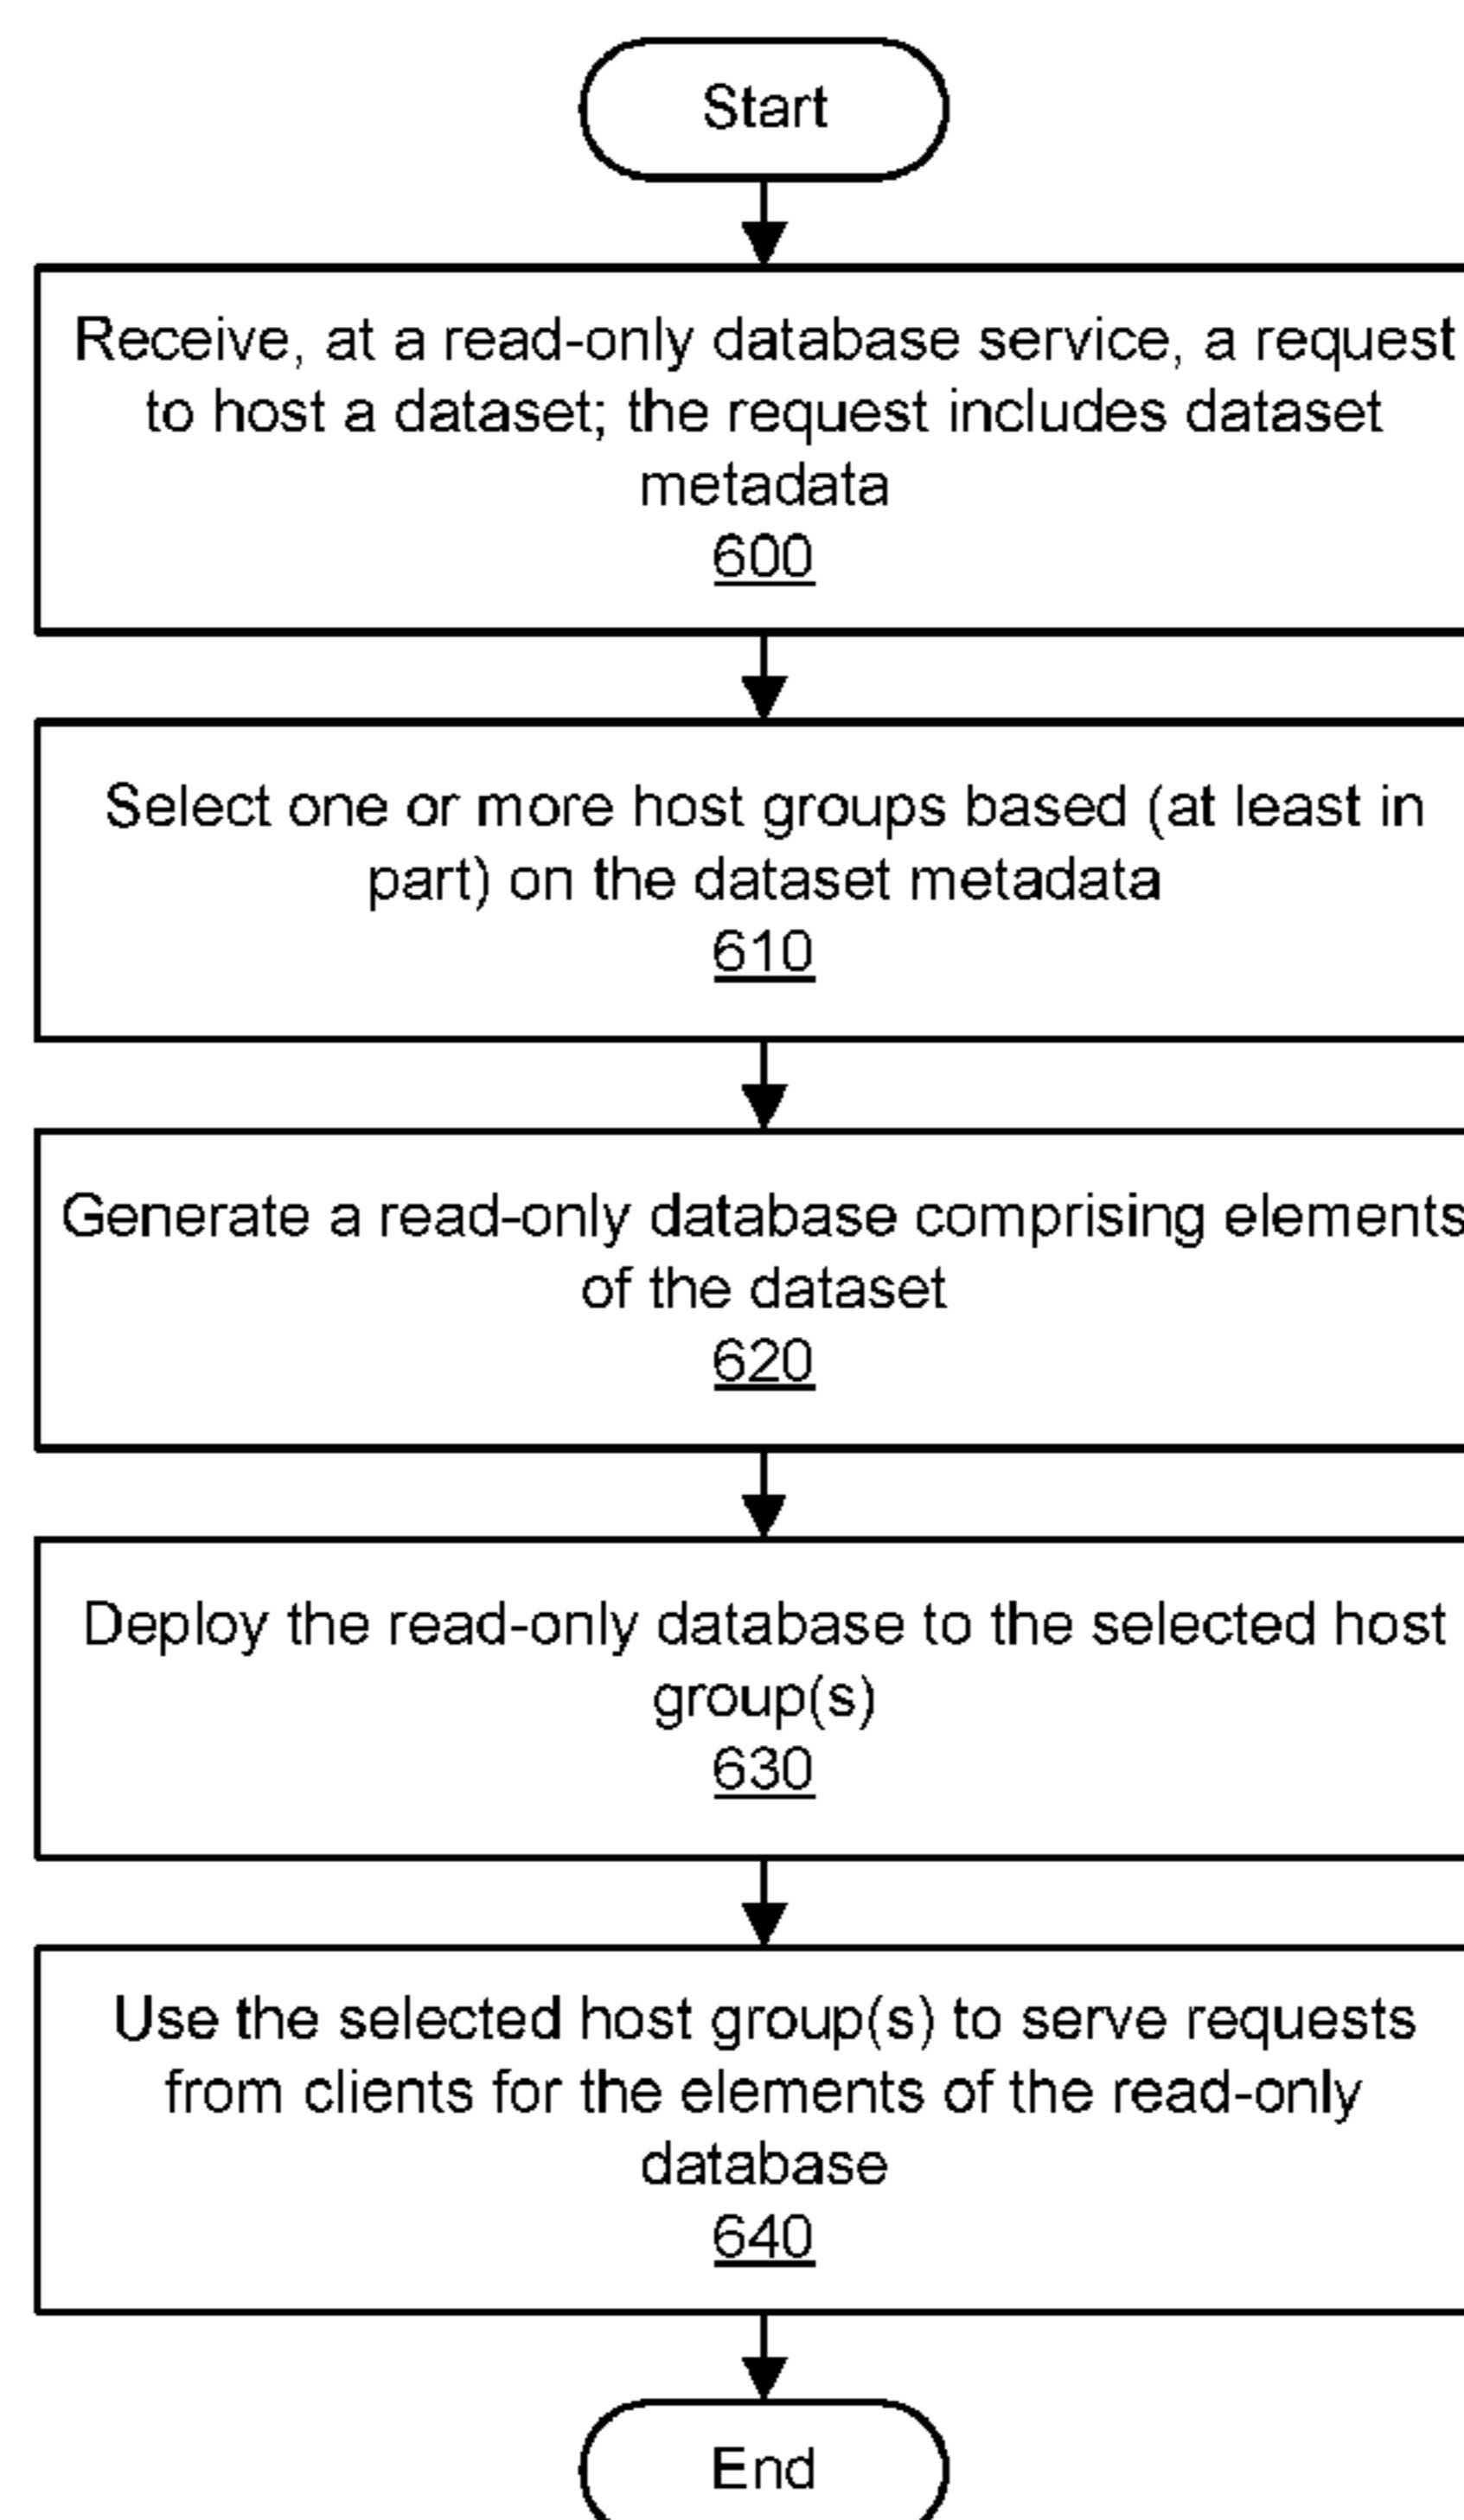 Start
Receive, at a read-only database service, a request
to host a dataset; the request includes dataset
metadata
600
Select one or more host groups based (at least in
part) on the dataset metadata
610
Generate a read-only database comprising elements
of the dataset
620
Deploy the read-only database to the selected host
group(s)
630
Use the selected host group(s) to serve requests
from clients for the elements of the read-only
database
640
End